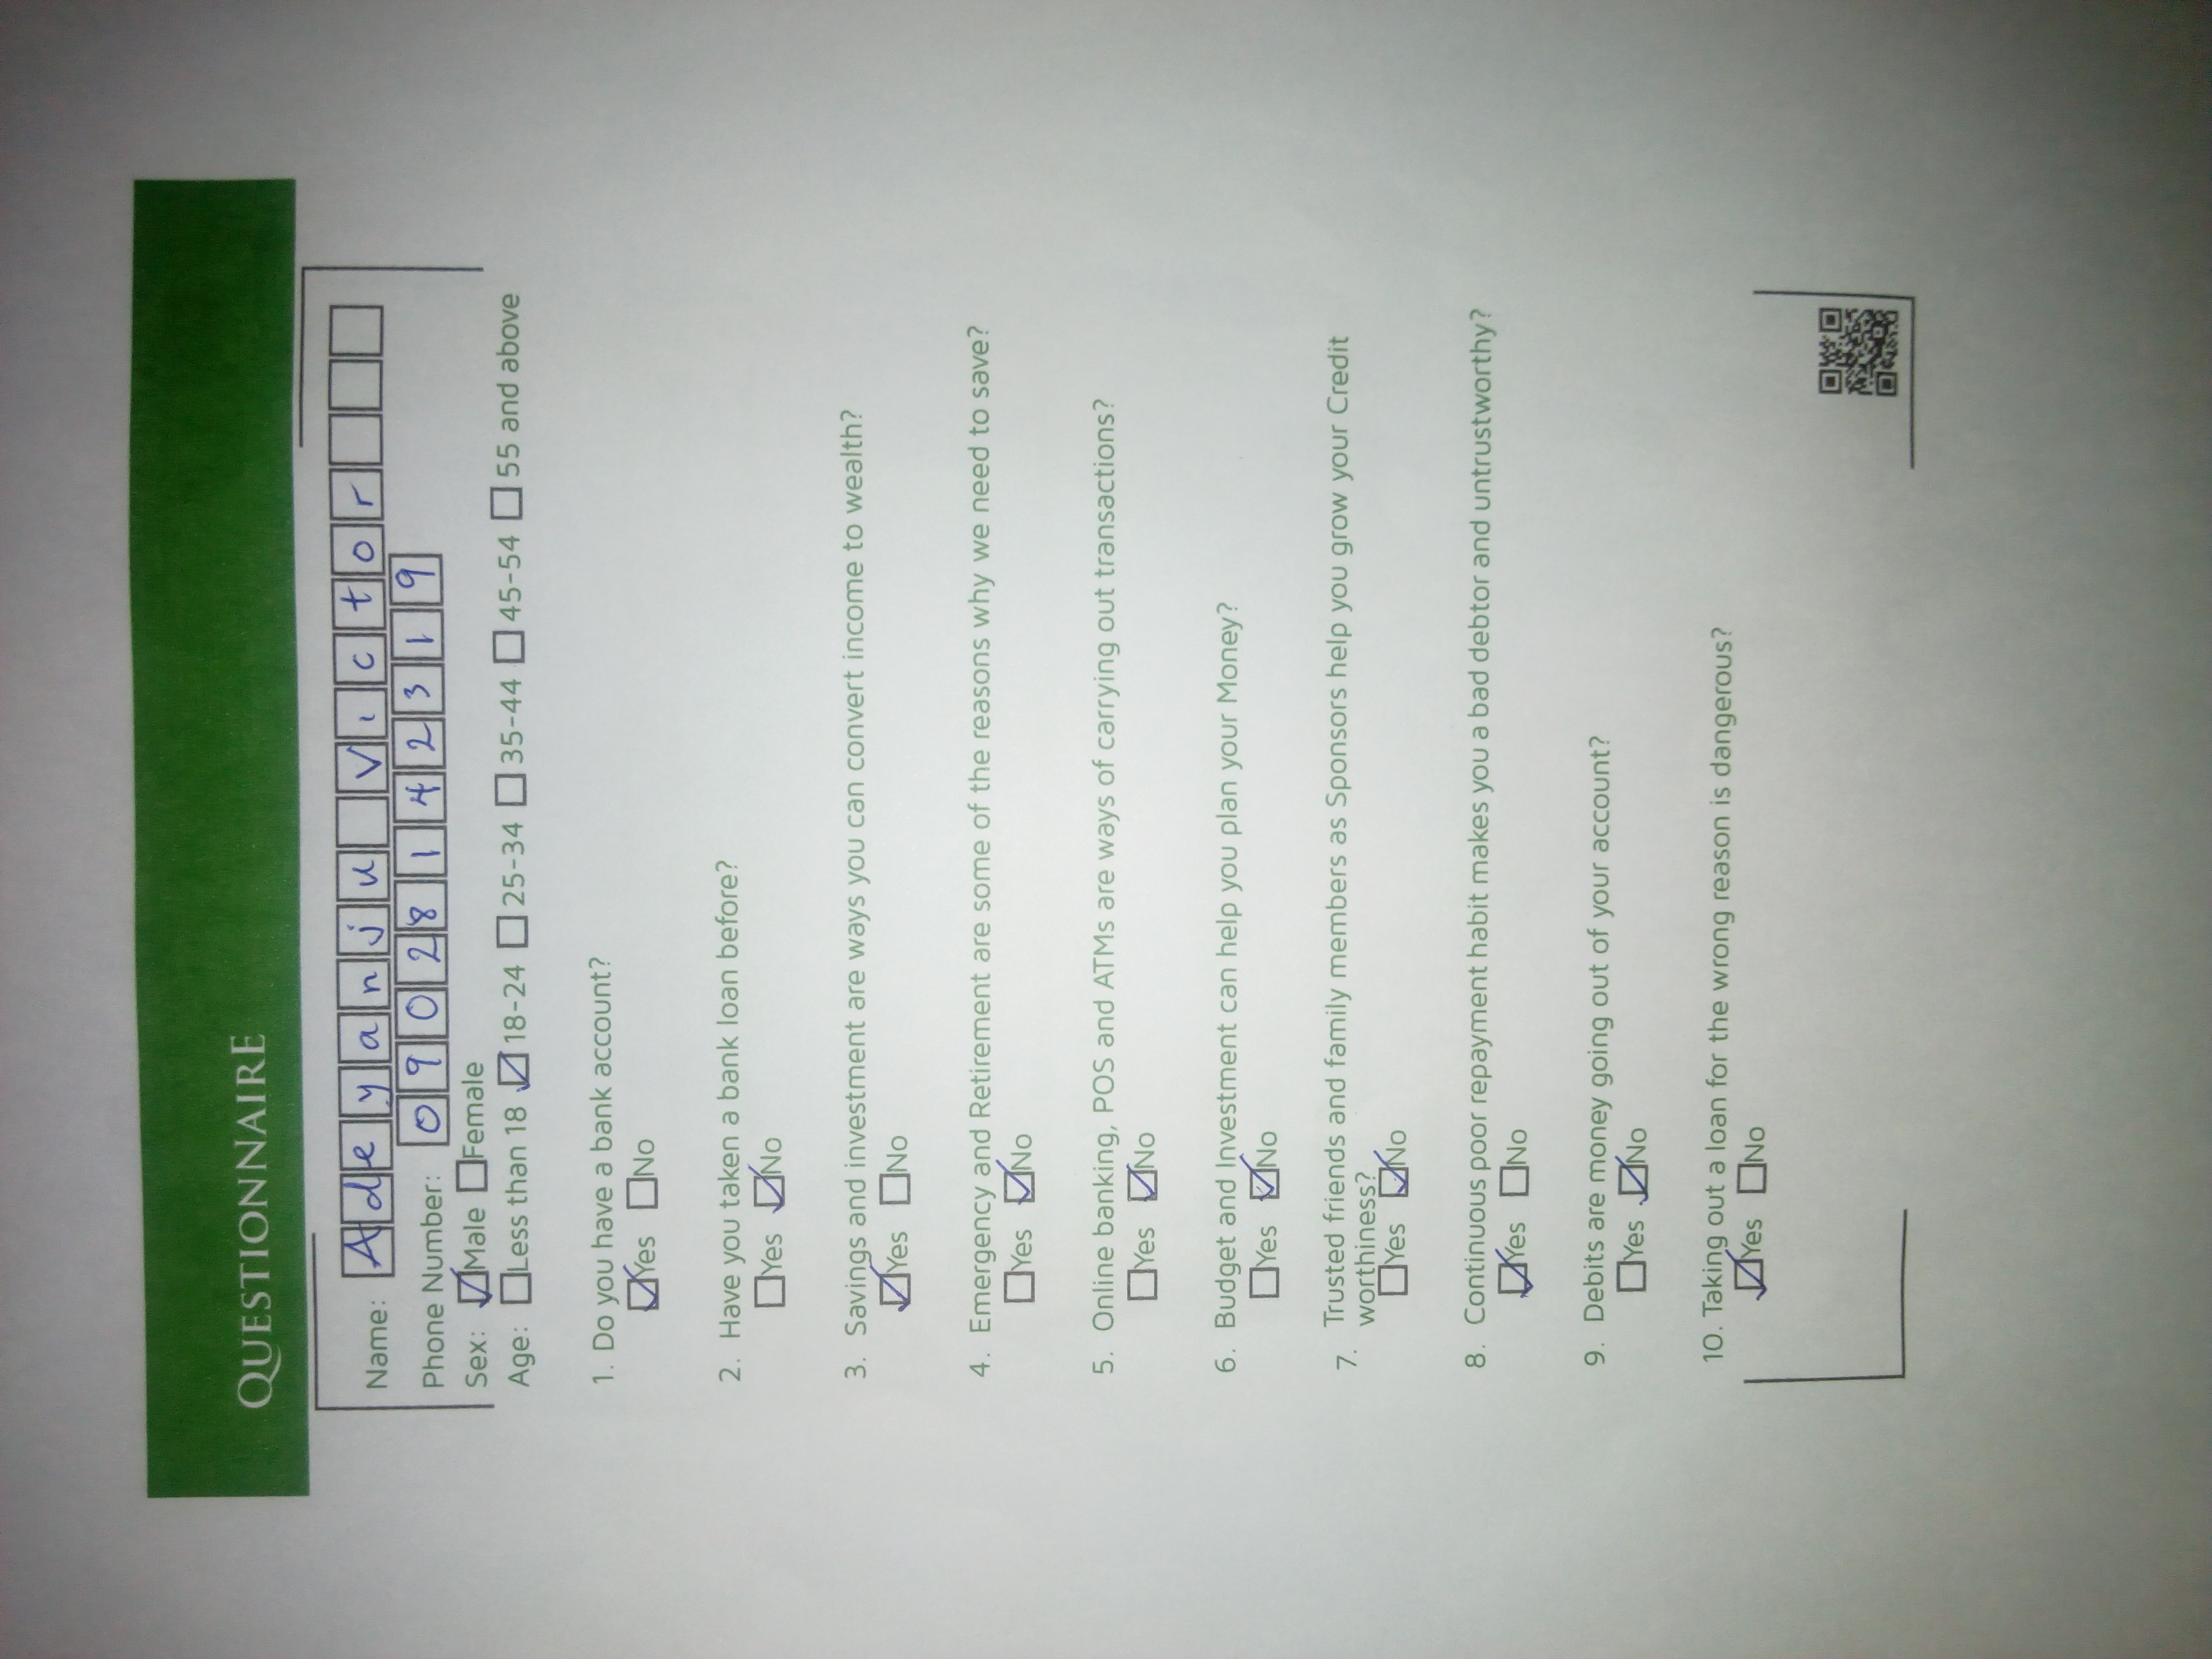 QUESTIONNAIRE
Name: Adeyanju Victor
Phone Number: 09028142319
Sex: ☑Male ☐Female
Age: ☐Less than 18 ☑18-24 ☐25-34 ☐35-44 ☐45-54 ☐55 and above
1. Do you have a bank account?
☑Yes ☐No
2. Have you taken a bank loan before?
☐Yes ☑No
3. Savings and investment are ways you can convert income to wealth?
☑Yes ☐No
4. Emergency and Retirement are some of the reasons why we need to save?
☐Yes ☑No
5. Online banking, POS and ATMs are ways of carrying out transactions?
☐Yes ☑No
6. Budget and Investment can help you plan your Money?
☐Yes ☑No
7. Trusted friends and family members as Sponsors help you grow your Credit
worthiness?
☐Yes ☑No
8. Continuous poor repayment habit makes you a bad debtor and untrustworthy?
☑Yes ☐No
9. Debits are money going out of your account?
☐Yes ☑No
10. Taking out a loan for the wrong reason is dangerous?
☑Yes ☐No